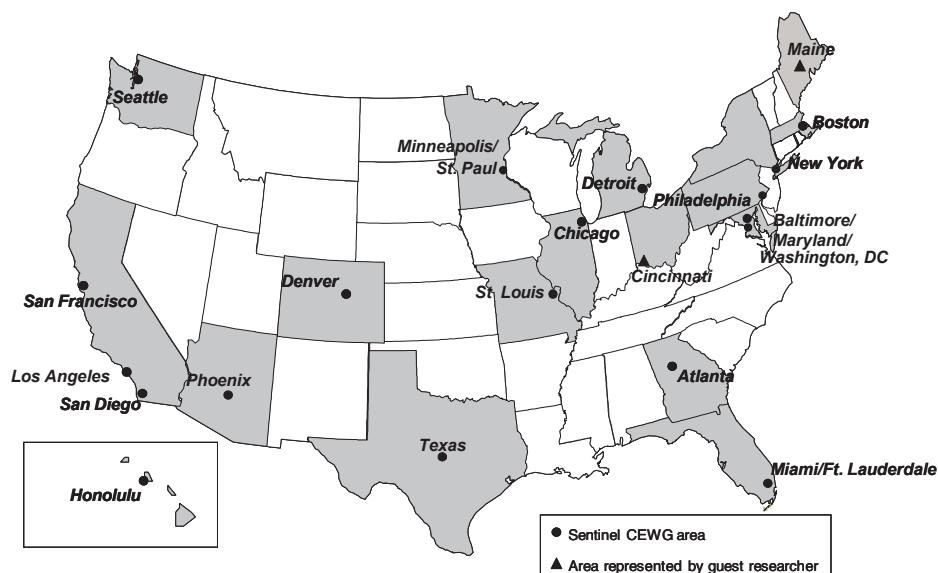 Maine
Seattle
Boston
Minneapolis/
St. Paul
New York
Detroit
Philadelphia
Chicago
Baltimore/
Maryland/
Washington, DC
Cincinnati
Denver
St. Louis
San Francisco
Los Angeles
Phoenix
Atlanta
San Diego
Texas
Miami/Ft. Lauderdale
Honolulu
Sentinel CEWG area
Area represented by guest researcher